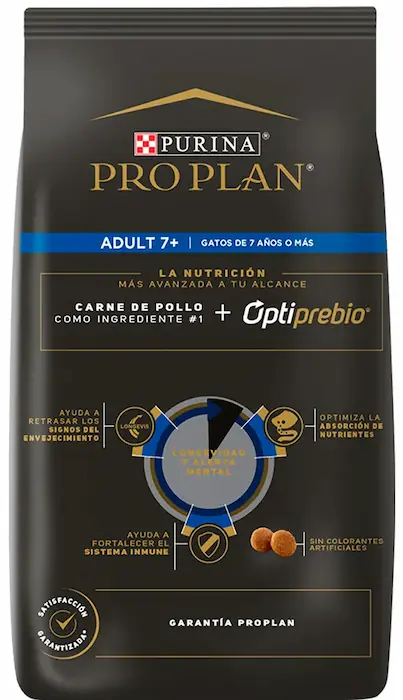 PURINA®
PRO PLAN®
ADULT 7+ | GATOS DE 7 AÑOS O MÁS
LA NUTRICIÓN
MÁS AVANZADA A TU ALCANCE
CARNE DE POLLO
COMO INGREDIENTE #1
+
Optiprebio®
AYUDA A
RETRASAR LOS
SIGNOS DEL
ENVEJECIMIENTO
LONGEVIS
OPTIMIZA LA
ABSORCIÓN DE
NUTRIENTES
LONGEVIDAD
Y ALERTA
MENTAL
AYUDA A
FORTALECER EL
SISTEMA INMUNE
SIN COLORANTES
ARTIFICIALES
SATISFACCIÓN
GARANTIZADA*
GARANTÍA PROPLAN